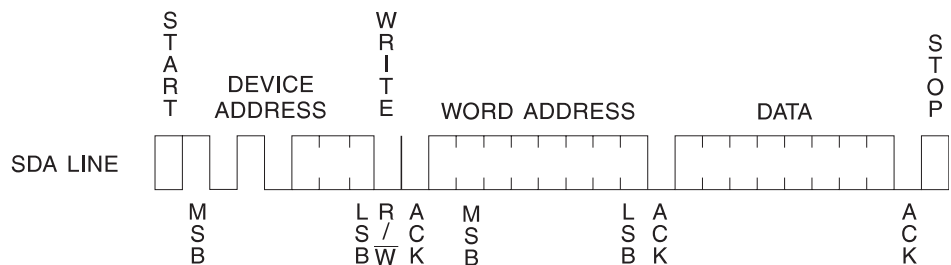 START
DEVICE
ADDRESS
WRITE
WORD ADDRESS
DATA
STOP
SDA LINE
MSB
LSB
R/W
ACK
MSB
LSB
ACK
ACK